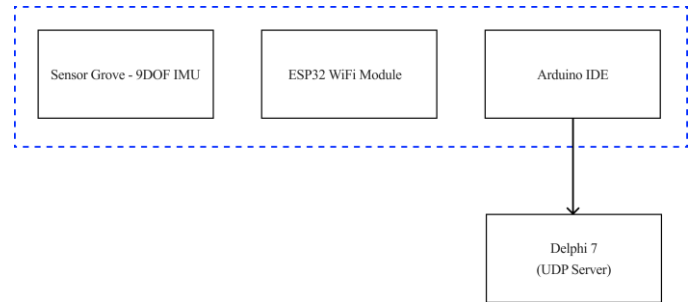 Sensor Grove - 9DOF IMU
ESP32 WiFi Module
Arduino IDE
Delphi 7
(UDP Server)